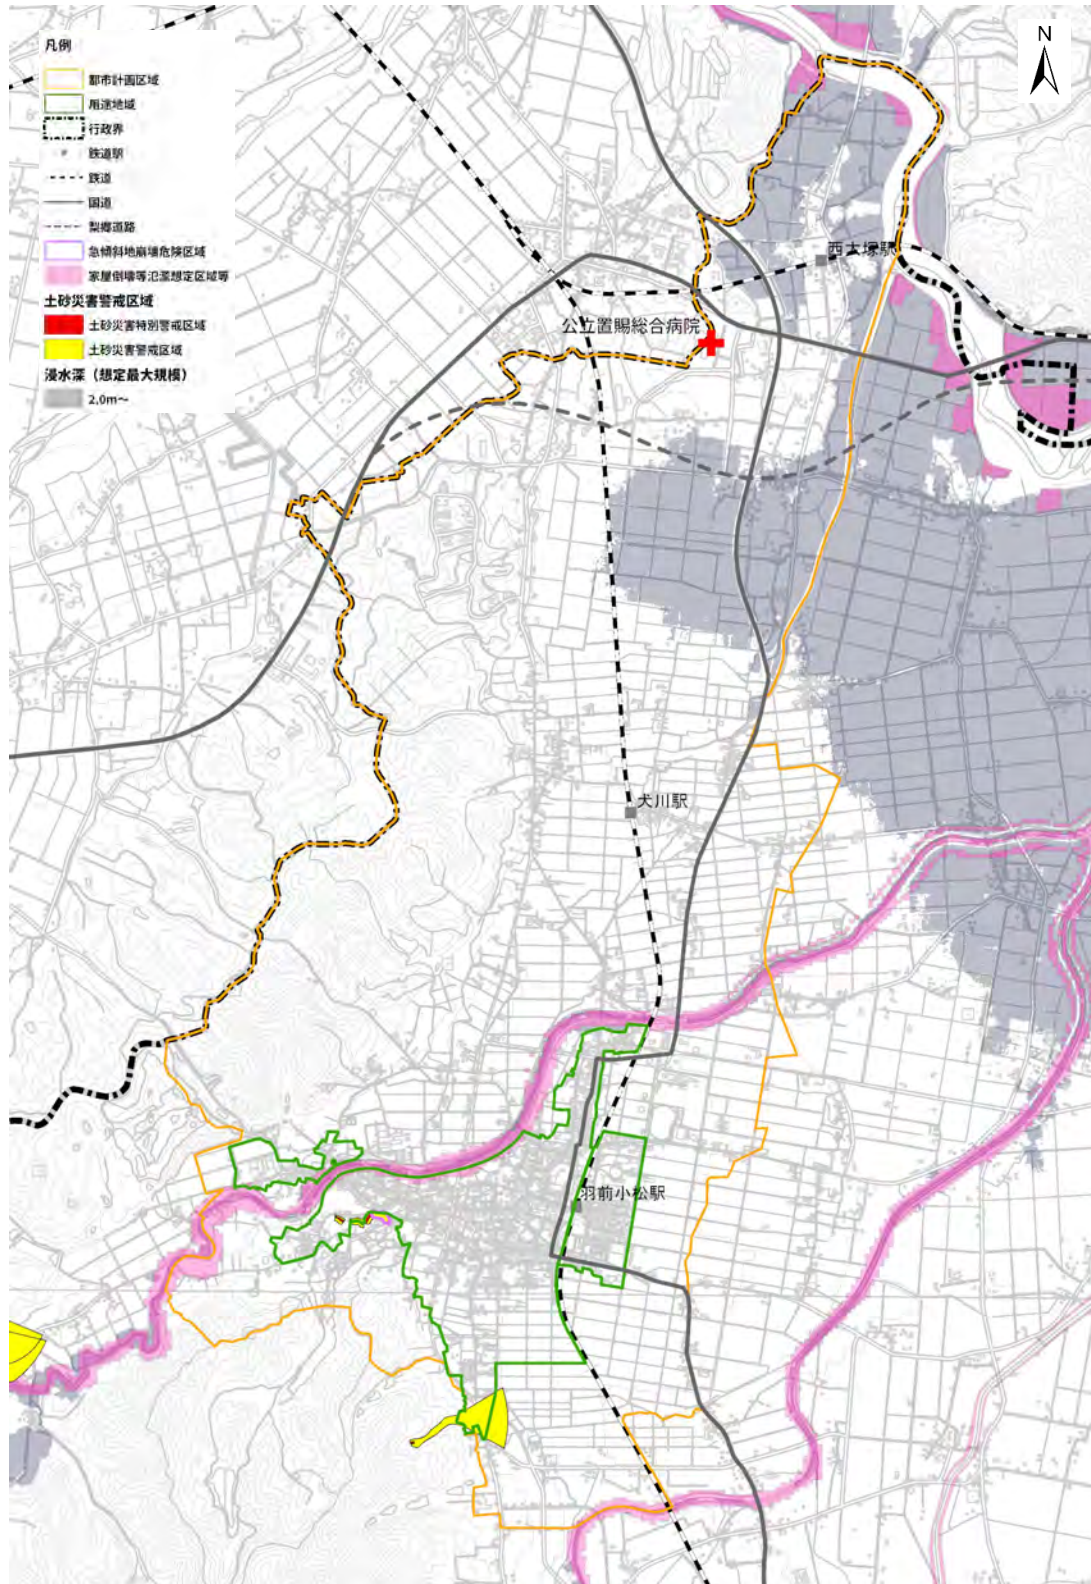 凡例
都市計画区域
用途地域
行政界
鉄道駅
鉄道
国道
梨郷道路
急傾斜地崩壊危険区域
家屋倒壊等氾濫想定区域等
土砂災害警戒区域
土砂災害特別警戒区域
土砂災害警戒区域
浸水深（想定最大規模）
2.0m～
N
西大塚駅
公立置賜総合病院
犬川駅
羽前小松駅